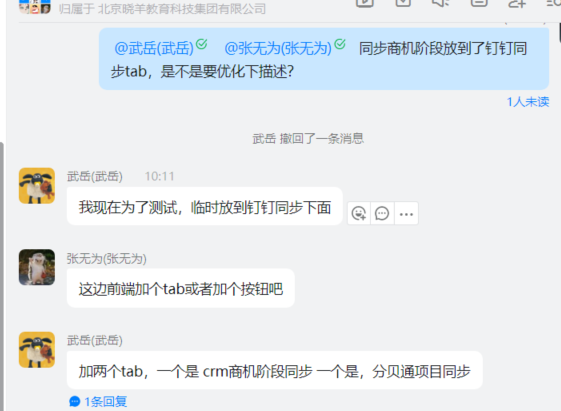 归属于 北京晓羊教育科技集团有限公司
@武岳(武岳) @张无为(张无为) 同步商机阶段放到了钉钉同
步tab，是不是要优化下描述？
1人未读
武岳 撤回了一条消息
武岳(武岳) 10:11
我现在为了测试，临时放到钉钉同步下面
张无为(张无为)
这边前端加个tab或者加个按钮吧
武岳(武岳)
加两个tab，一个是 crm商机阶段同步 一个是，分贝通项目同步
1条回复